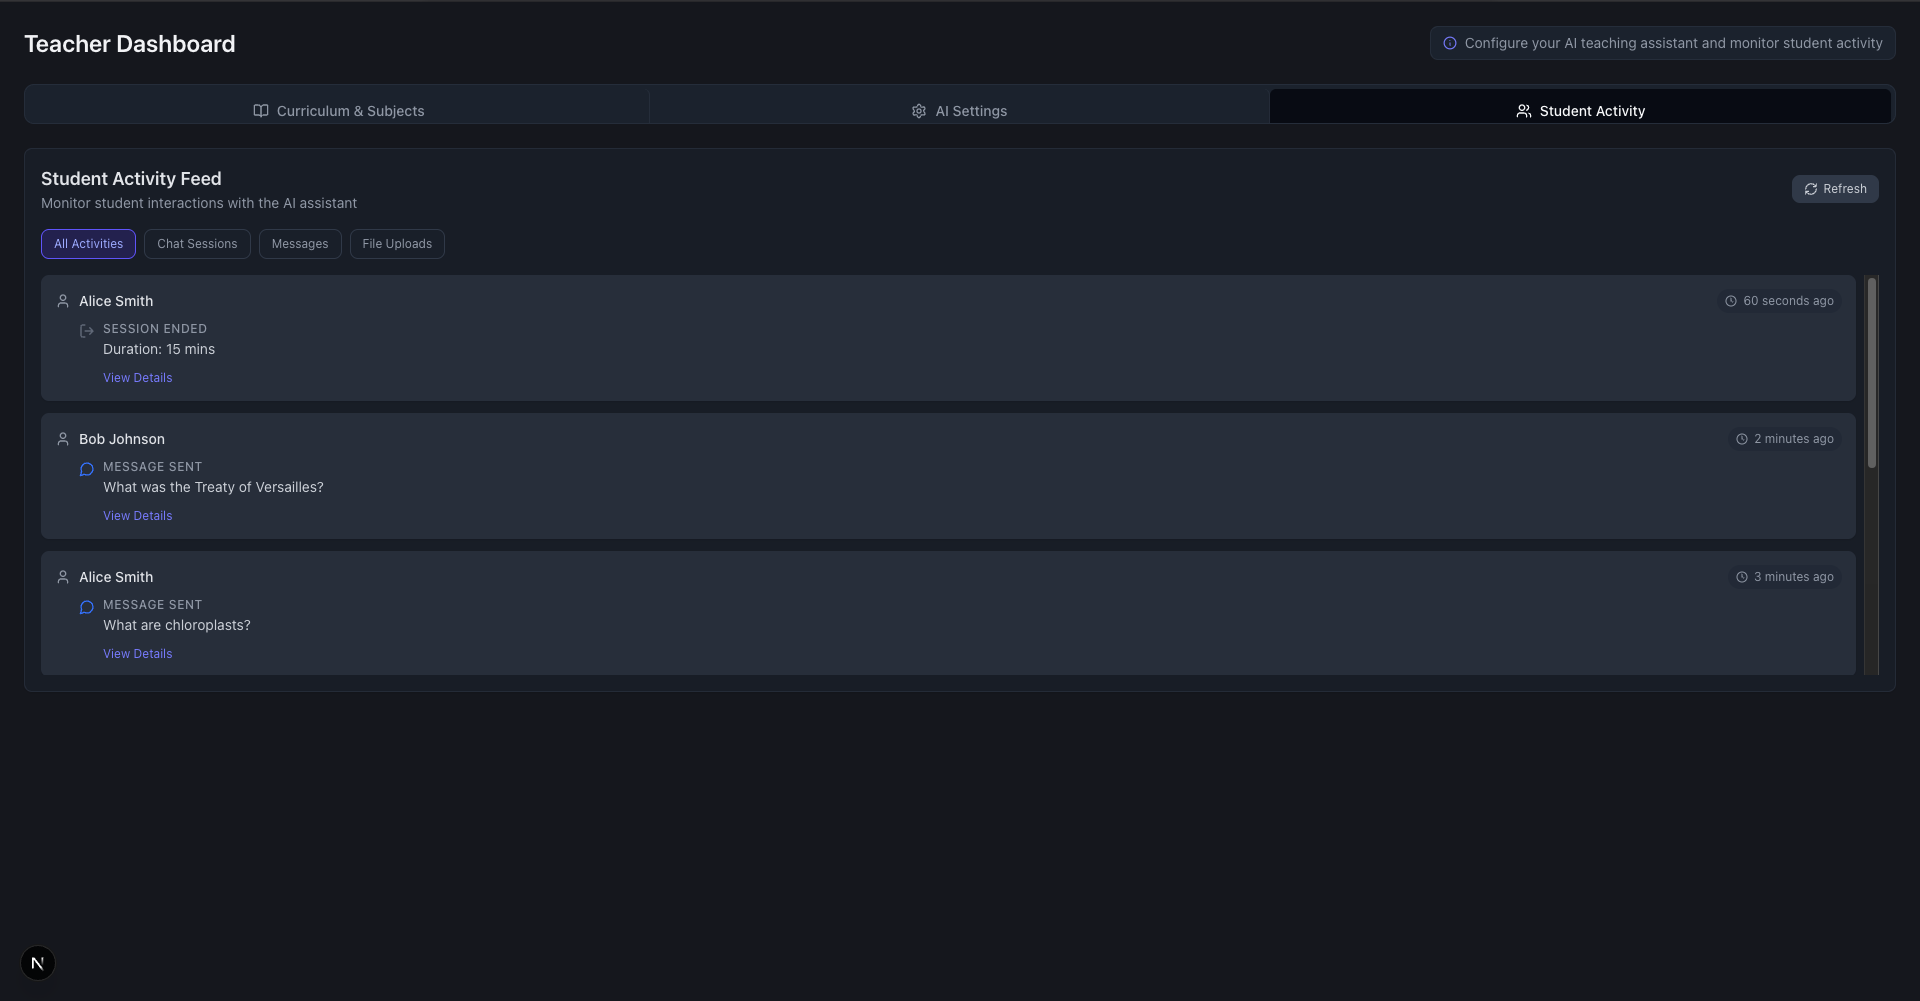 Teacher Dashboard
Configure your AI teaching assistant and monitor student activity
Curriculum & Subjects
AI Settings
Student Activity
Student Activity Feed
Monitor student interactions with the AI assistant
Refresh
All Activities
Chat Sessions
Messages
File Uploads
Alice Smith
60 seconds ago
SESSION ENDED
Duration: 15 mins
View Details
Bob Johnson
2 minutes ago
MESSAGE SENT
What was the Treaty of Versailles?
View Details
Alice Smith
3 minutes ago
MESSAGE SENT
What are chloroplasts?
View Details
N